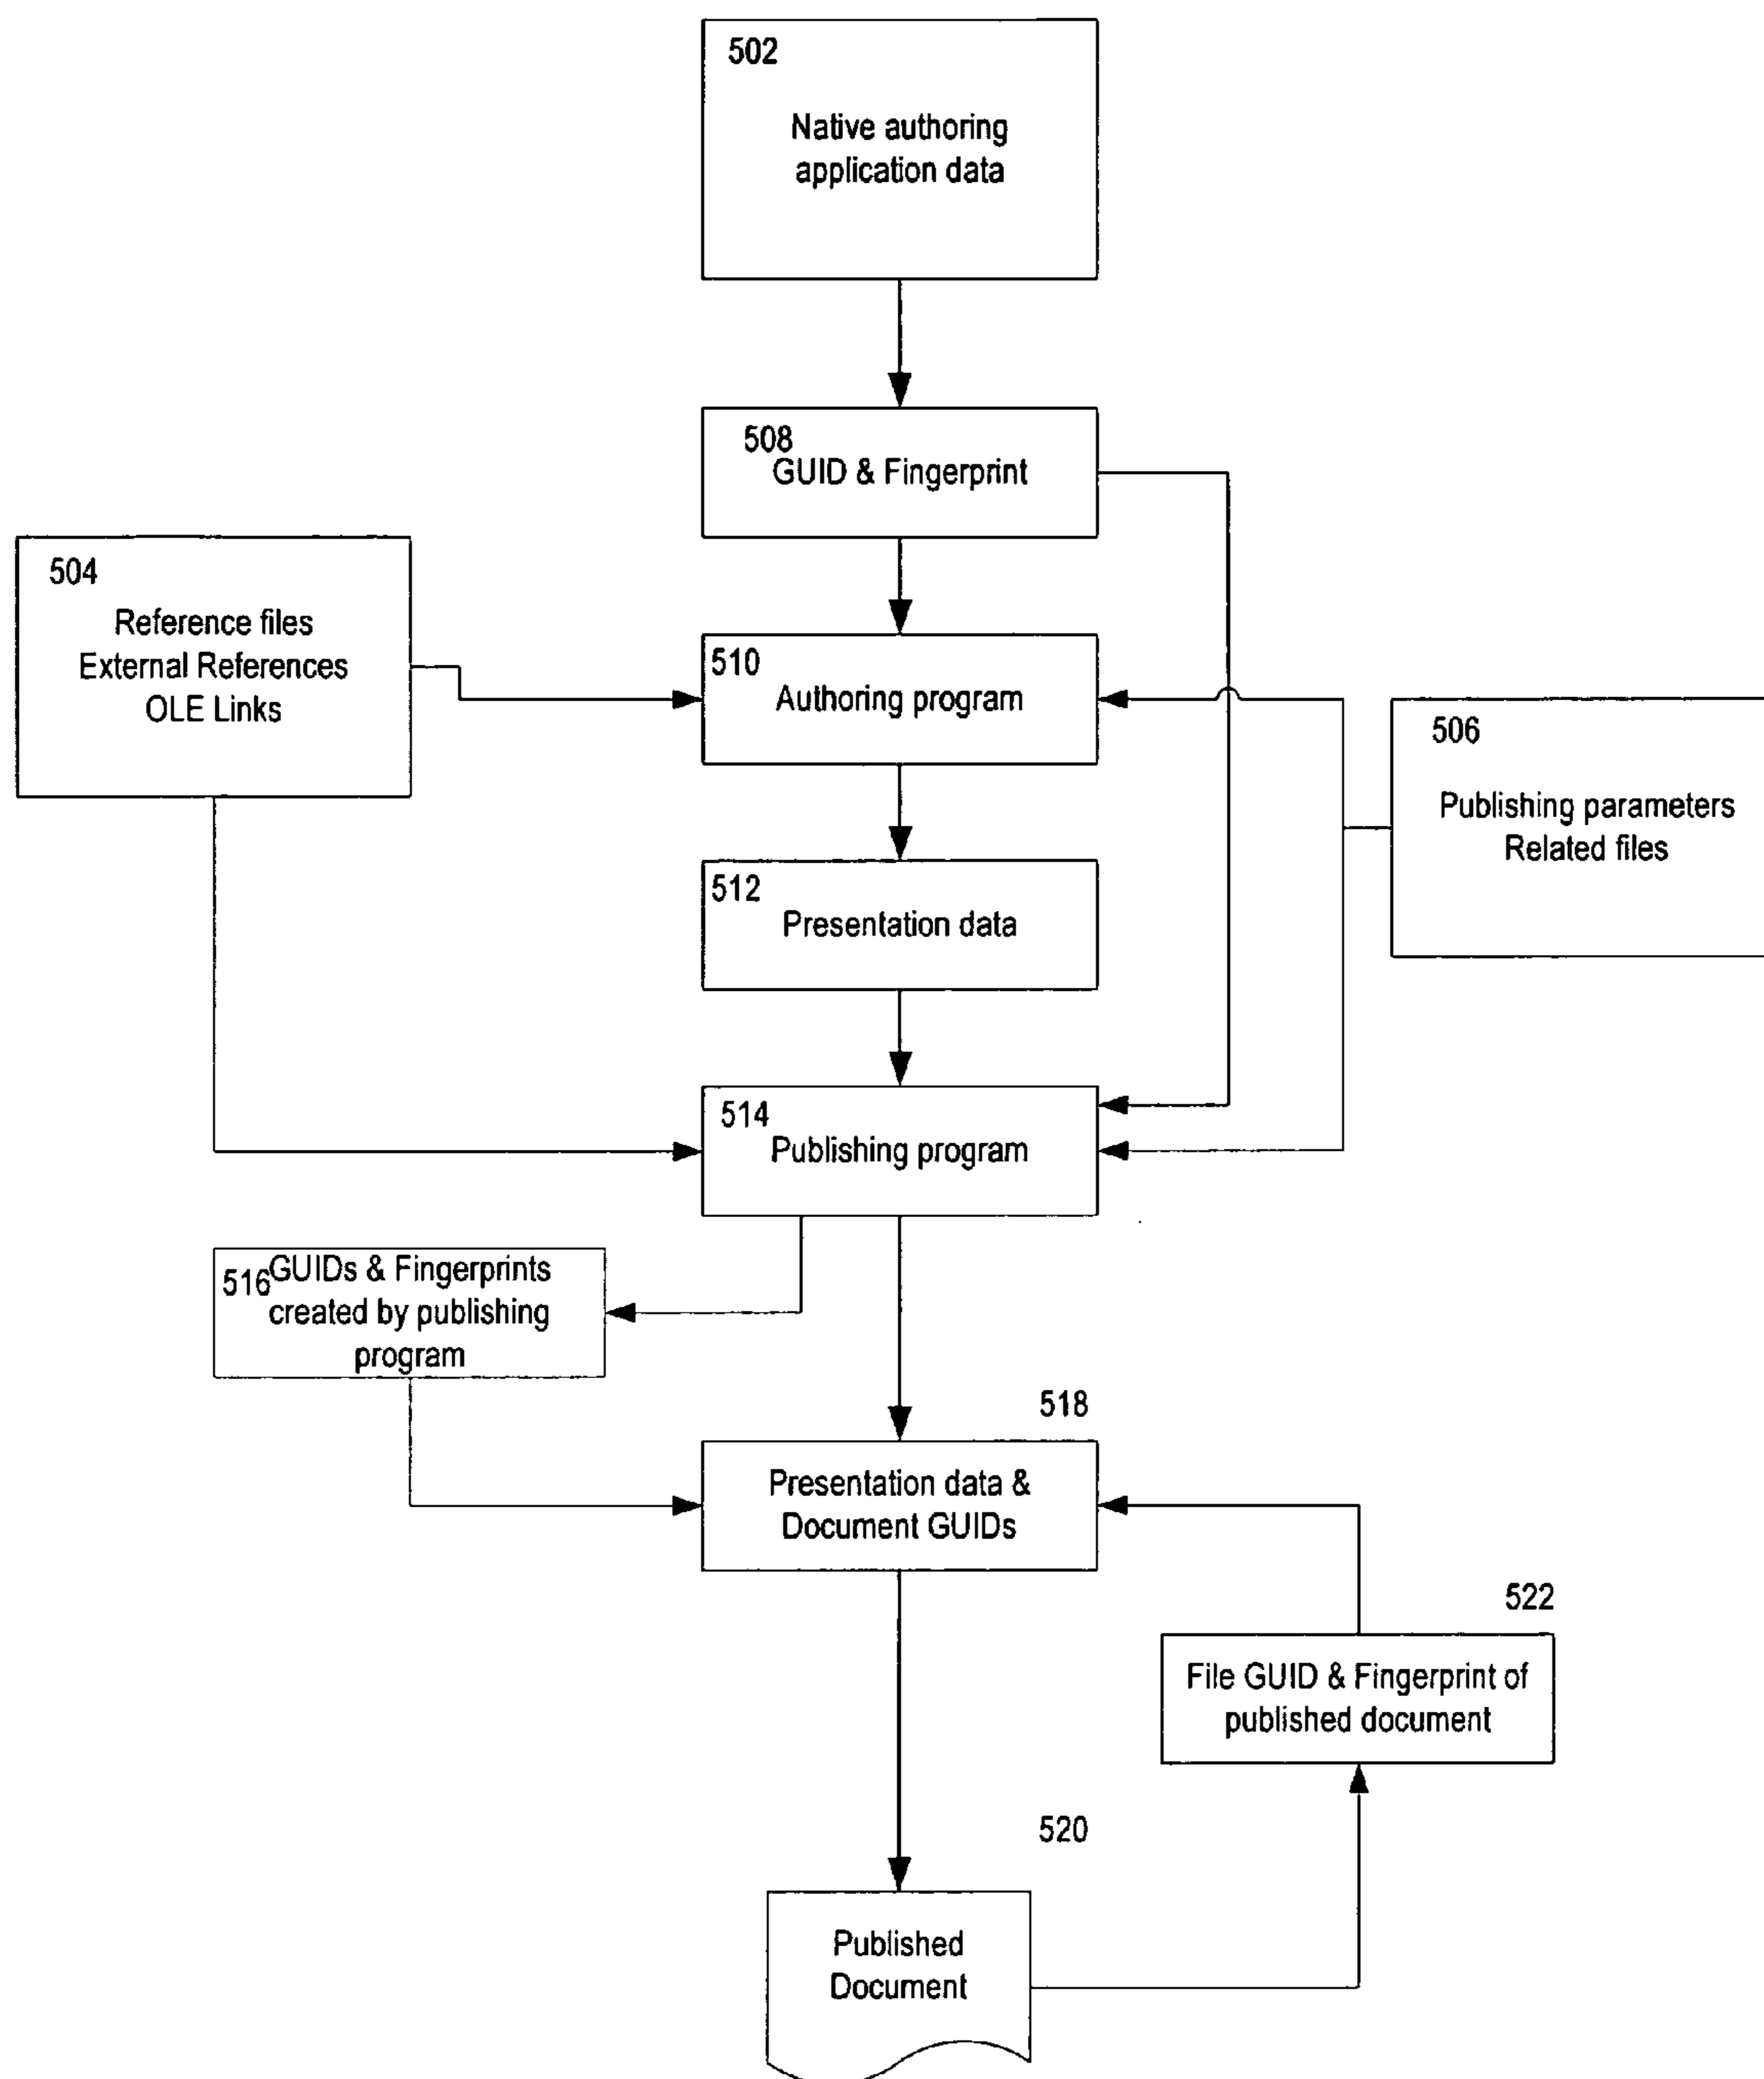 502
Native authoring
application data
508
GUID & Fingerprint
504
Reference files
External References
OLE Links
510
Authoring program
506
Publishing parameters
Related files
512
Presentation data
514
Publishing program
516
GUIDs & Fingerprints
created by publishing
program
518
Presentation data &
Document GUIDs
522
File GUID & Fingerprint of
published document
520
Published
Document